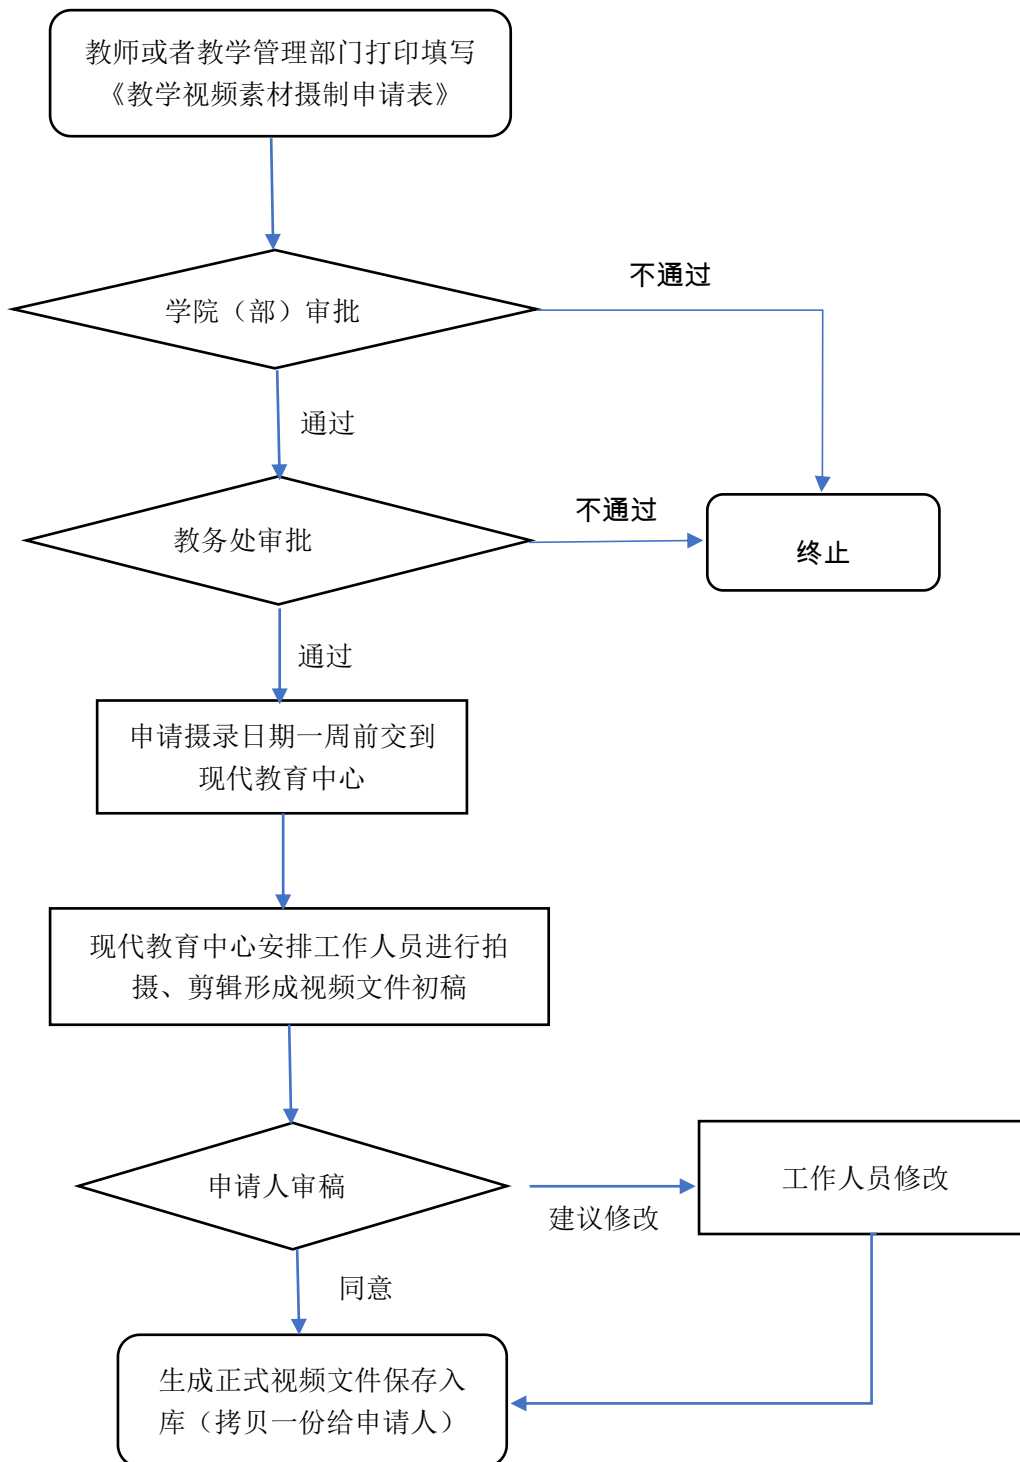 教师或者教学管理部门打印填写
《教学视频素材摄制申请表》
学院（部）审批
不通过
通过
教务处审批
不通过
终止
通过
申请摄录日期一周前交到
现代教育中心
现代教育中心安排工作人员进行拍
摄、剪辑形成视频文件初稿
申请人审稿
建议修改
工作人员修改
同意
生成正式视频文件保存入
库（拷贝一份给申请人）